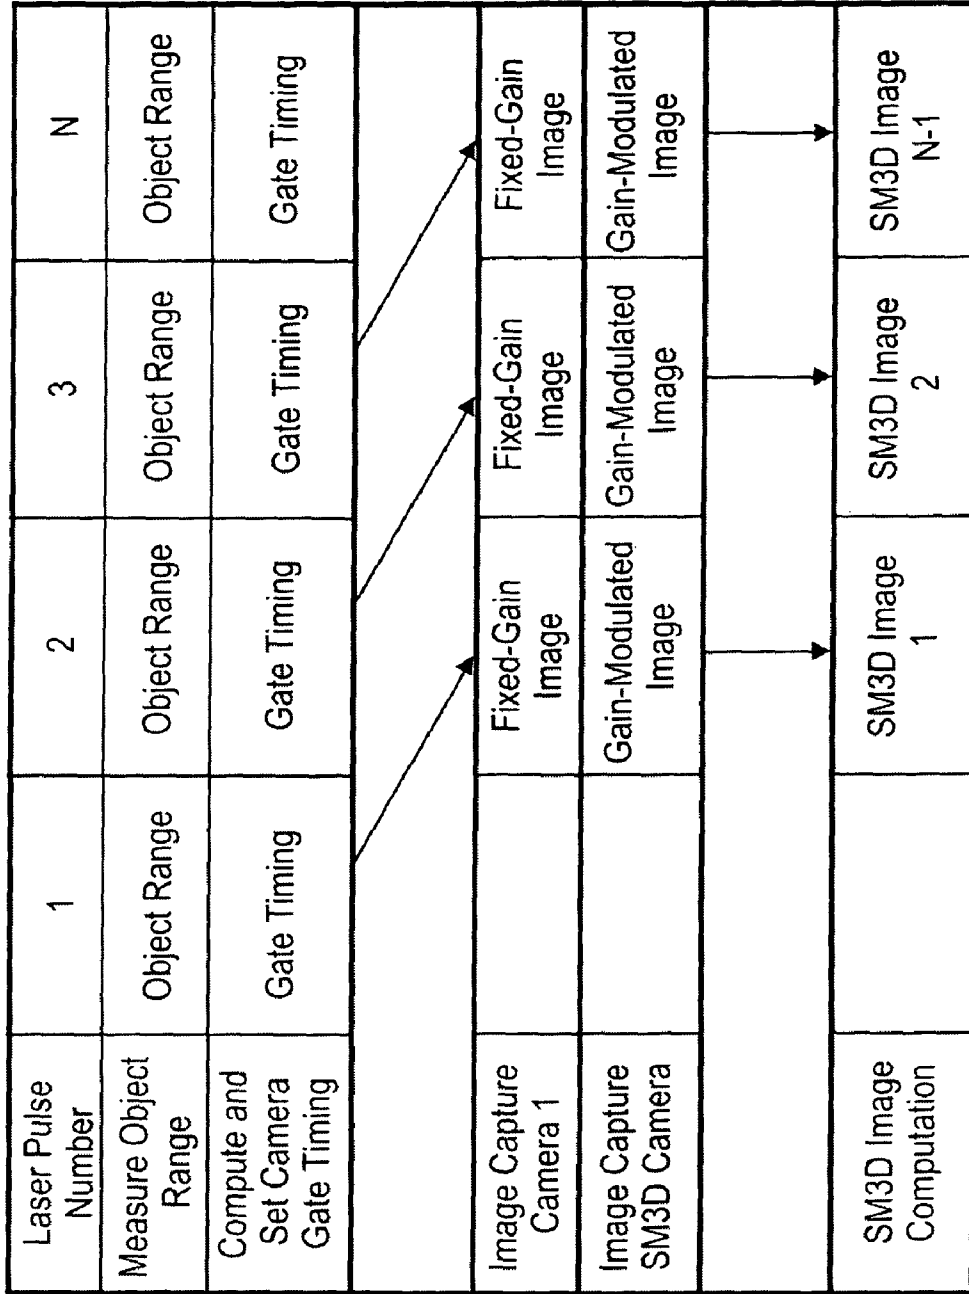 Laser Pulse
Number
1
2
3
N
Measure Object
Range
Object Range
Object Range
Object Range
Object Range
Compute and
Set Camera
Gate Timing
Gate Timing
Gate Timing
Gate Timing
Gate Timing
Image Capture
Camera 1
Fixed-Gain
Image
Fixed-Gain
Image
Fixed-Gain
Image
Image Capture
SM3D Camera
Gain-Modulated
Image
Gain-Modulated
Image
Gain-Modulated
Image
SM3D Image
Computation
SM3D Image
1
SM3D Image
2
SM3D Image
N-1